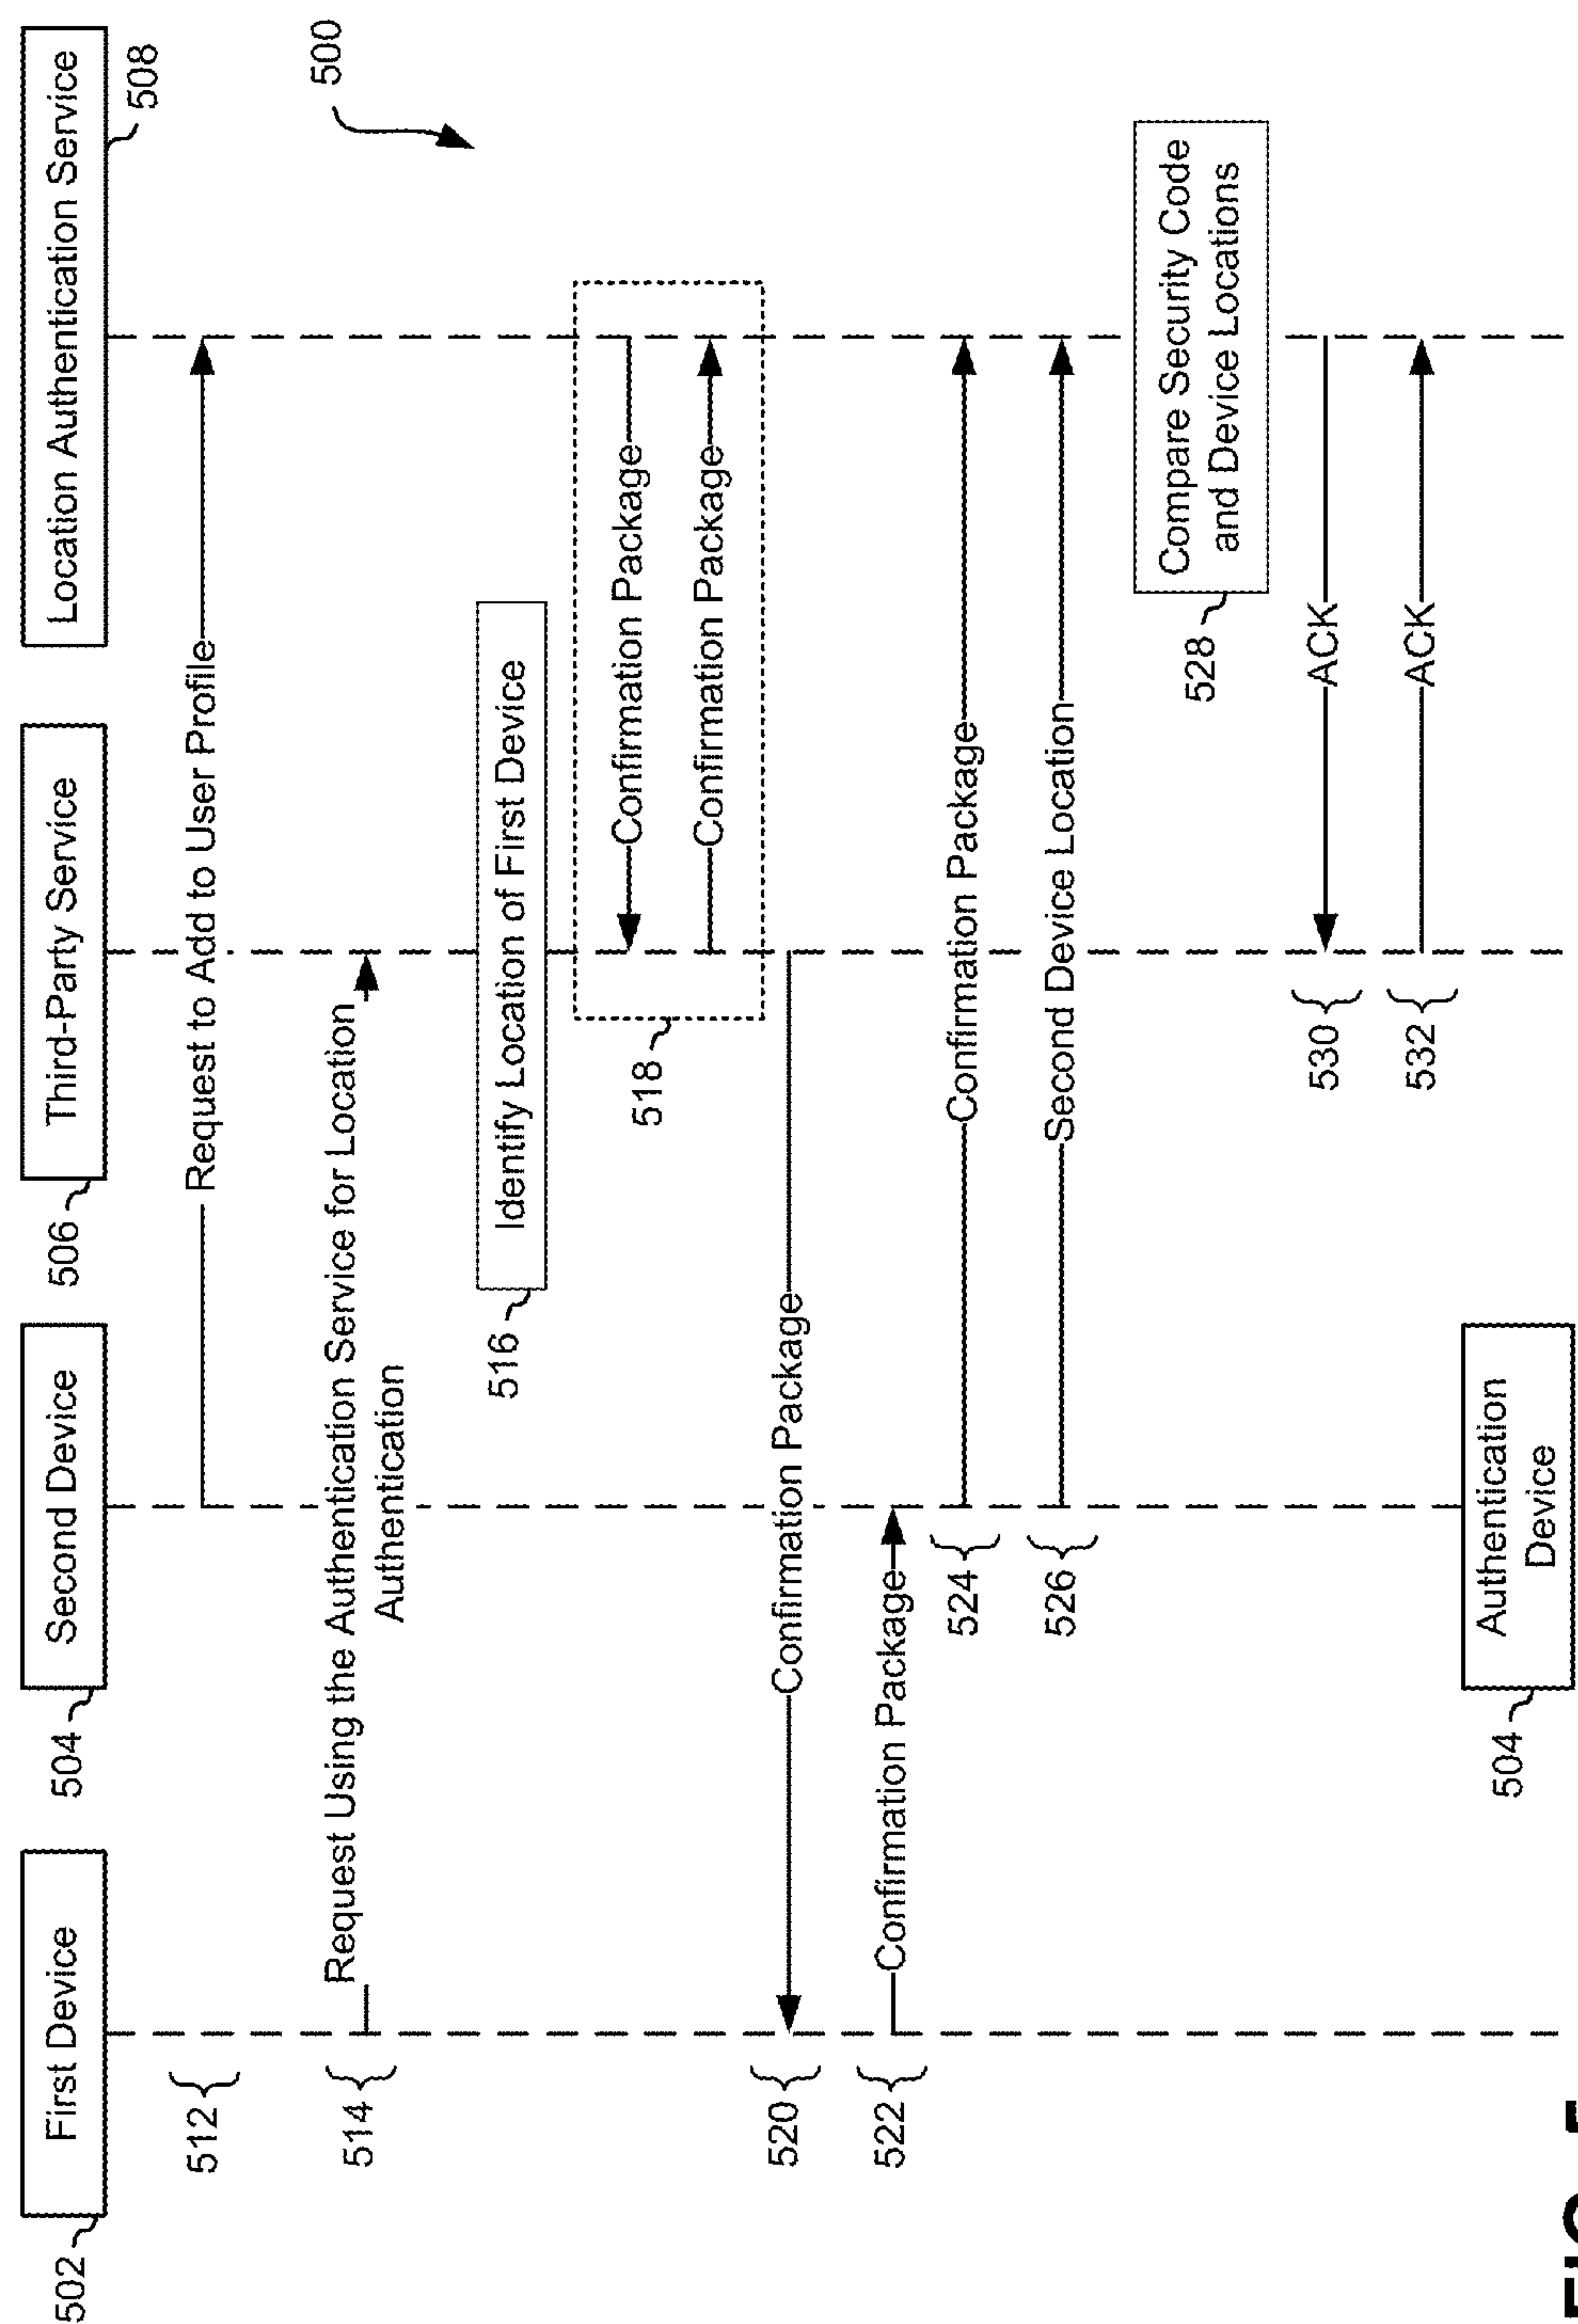 502
First Device
504
Second Device
506
Third-Party Service
Location Authentication Service
508
512
Request to Add to User Profile
500
514
Request Using the Authentication Service for Location
Authentication
516
Identify Location of First Device
518
Confirmation Package
Confirmation Package
520
Confirmation Package
522
Confirmation Package
524
Confirmation Package
526
Second Device Location
528
Compare Security Code
and Device Locations
530
ACK
532
ACK
504
Authentication
Device